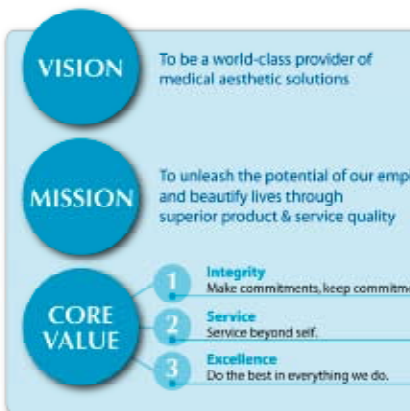 VISION
To be a world-class provider of
medical aesthetic solutions
MISSION
To unleash the potential of our emp
and beautify lives through
superior product & service quality
CORE
VALUE
1
Integrity
Make commitments, keep commitme
2
Service
Service beyond self.
3
Excellence
Do the best in everything we do.